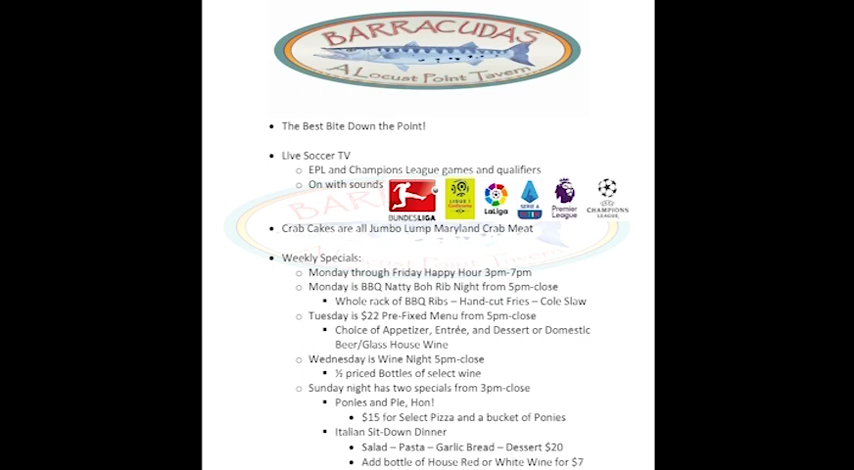 BARRACUDAS
A Locust Point Tavern
• The Best Bite Down the Point!
• Live Soccer TV
o EPL and Champions League games and qualifiers
o On with sounds
BUNDESLIGA
LIGUE 1
LaLiga
SERIE A
Premier League
CHAMPIONS LEAGUE
• Crab Cakes are all Jumbo Lump Maryland Crab Meat
• Weekly Specials:
o Monday through Friday Happy Hour 3pm-7pm
o Monday is BBQ Natty Boh Rib Night from 5pm-close
▪ Whole rack of BBQ Ribs – Hand-cut Fries – Cole Slaw
o Tuesday is $22 Pre-Fixed Menu from 5pm-close
▪ Choice of Appetizer, Entrée, and Dessert or Domestic
Beer/Glass House Wine
o Wednesday is Wine Night 5pm-close
▪ ½ priced Bottles of select wine
o Sunday night has two specials from 3pm-close
▪ Ponies and Pie, Hon!
• $15 for Select Pizza and a bucket of Ponies
▪ Italian Sit-Down Dinner
• Salad – Pasta – Garlic Bread – Dessert $20
• Add bottle of House Red or White Wine for $7